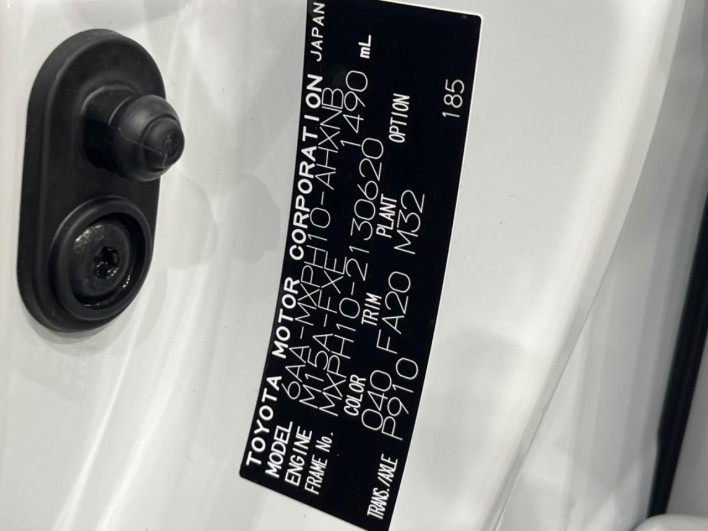 TOYOTA MOTOR CORPORATION JAPAN
MODEL 6AA-MXPH10-AHXNB
ENGINE M15A-FXE 1490 mL
FRAME No. MXPH10-2130620
COLOR TRIM PLANT OPTION
040 FA20 M32
TRANS./AXLE P910 185